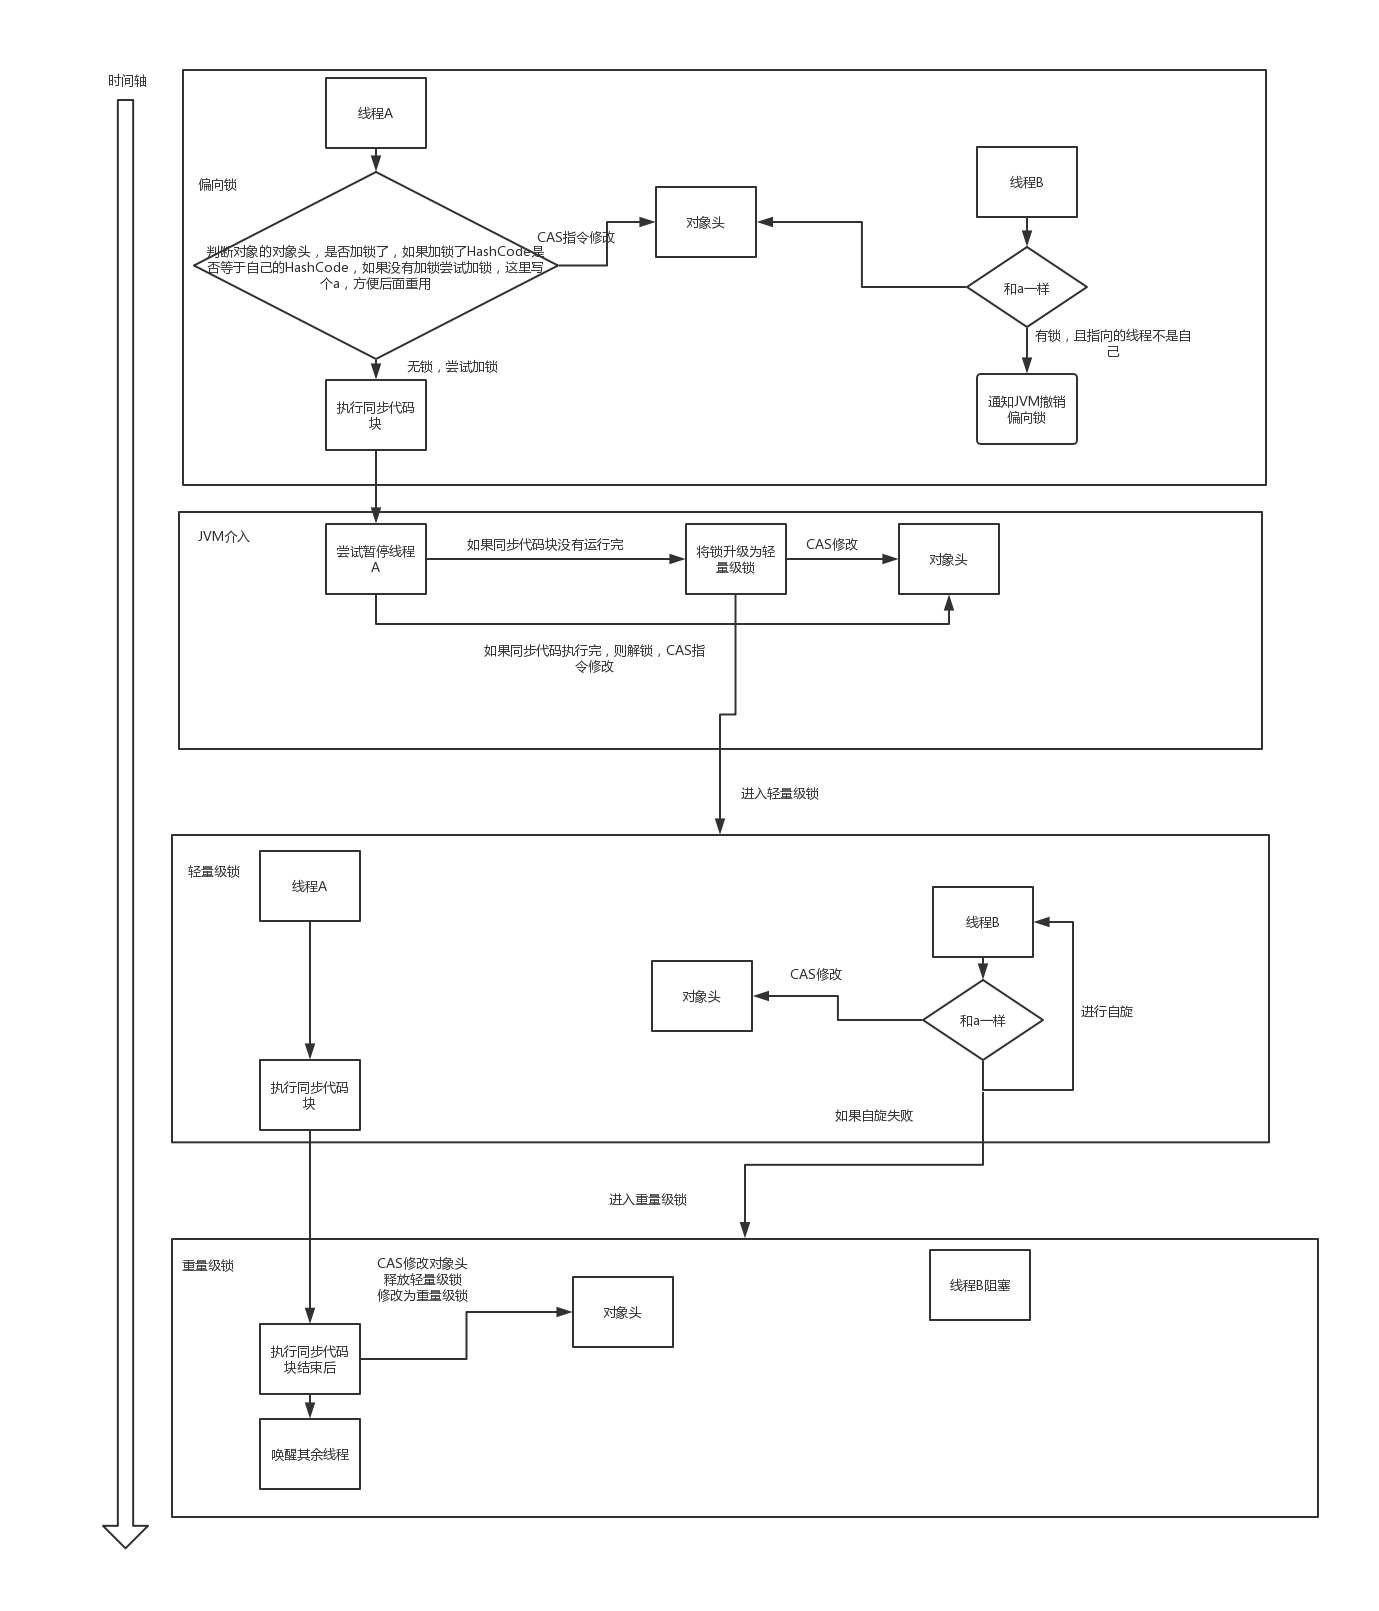 时间轴
线程A
偏向锁
判断对象的对象头，是否加锁了，如果加锁了HashCode是
否等于自己的HashCode，如果没有加锁尝试加锁，这里写
个a，方便后面重用
CAS指令修改
对象头
线程B
和a一样
有锁，且指向的线程不是自
己
无锁，尝试加锁
执行同步代码
块
通知JVM撤销
偏向锁
JVM介入
尝试暂停线程
A
如果同步代码块没有运行完
将锁升级为轻
量级锁
CAS修改
对象头
如果同步代码执行完，则解锁，CAS指
令修改
进入轻量级锁
轻量级锁
线程A
线程B
CAS修改
对象头
和a一样
进行自旋
执行同步代码
块
如果自旋失败
进入重量级锁
重量级锁
CAS修改对象头
释放轻量级锁
修改为重量级锁
对象头
线程B阻塞
执行同步代码
块结束后
唤醒其余线程